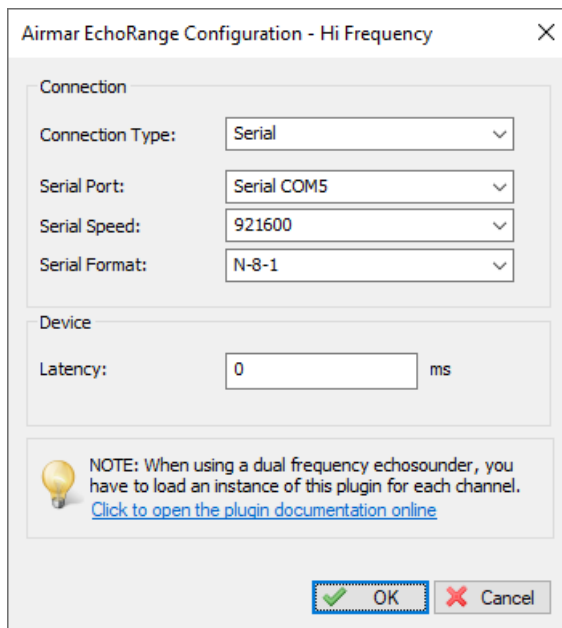 Airmar EchoRange Configuration - Hi Frequency
Connection
Connection Type: Serial
Serial Port: Serial COM5
Serial Speed: 921600
Serial Format: N-8-1
Device
Latency: 0 ms
NOTE: When using a dual frequency echosounder, you
have to load an instance of this plugin for each channel.
Click to open the plugin documentation online
OK Cancel